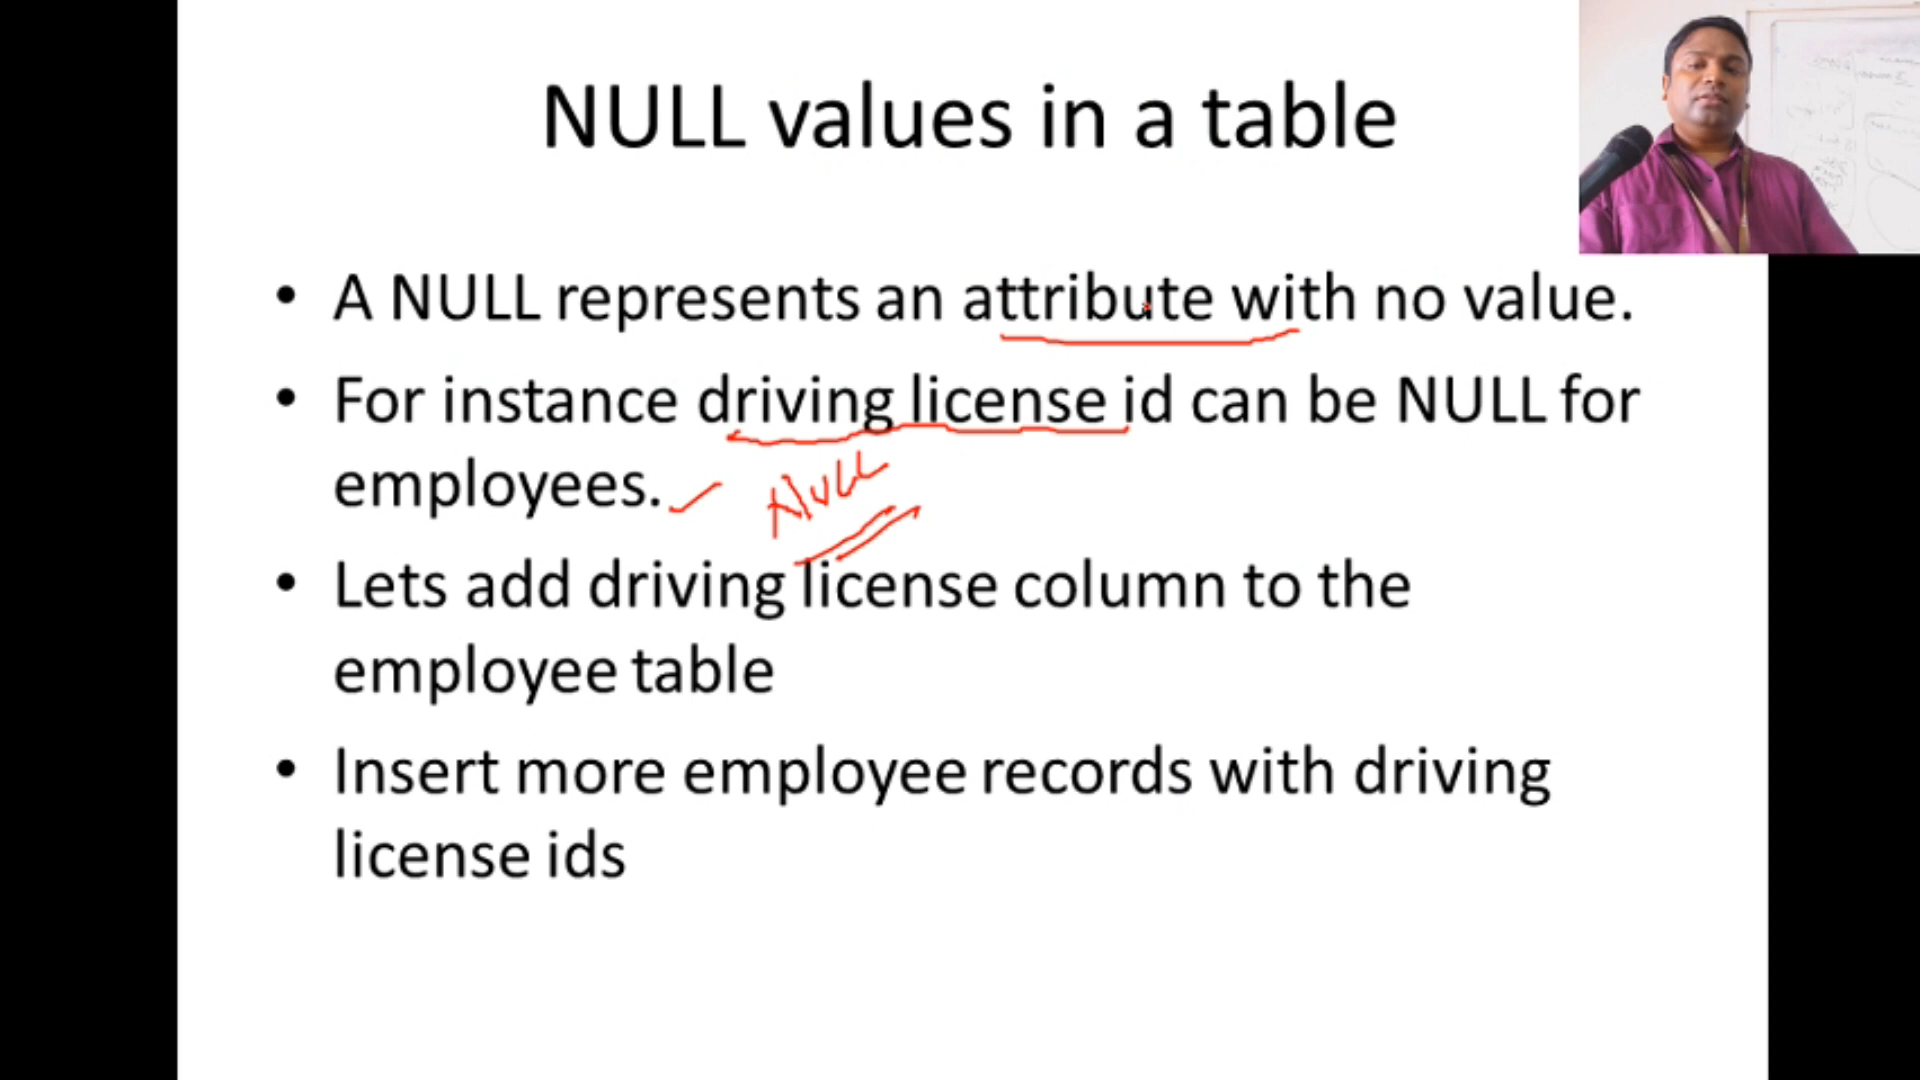 NULL values in a table
• A NULL represents an attribute with no value.
• For instance driving license id can be NULL for
employees.
NULL
• Lets add driving license column to the
employee table
• Insert more employee records with driving
license ids